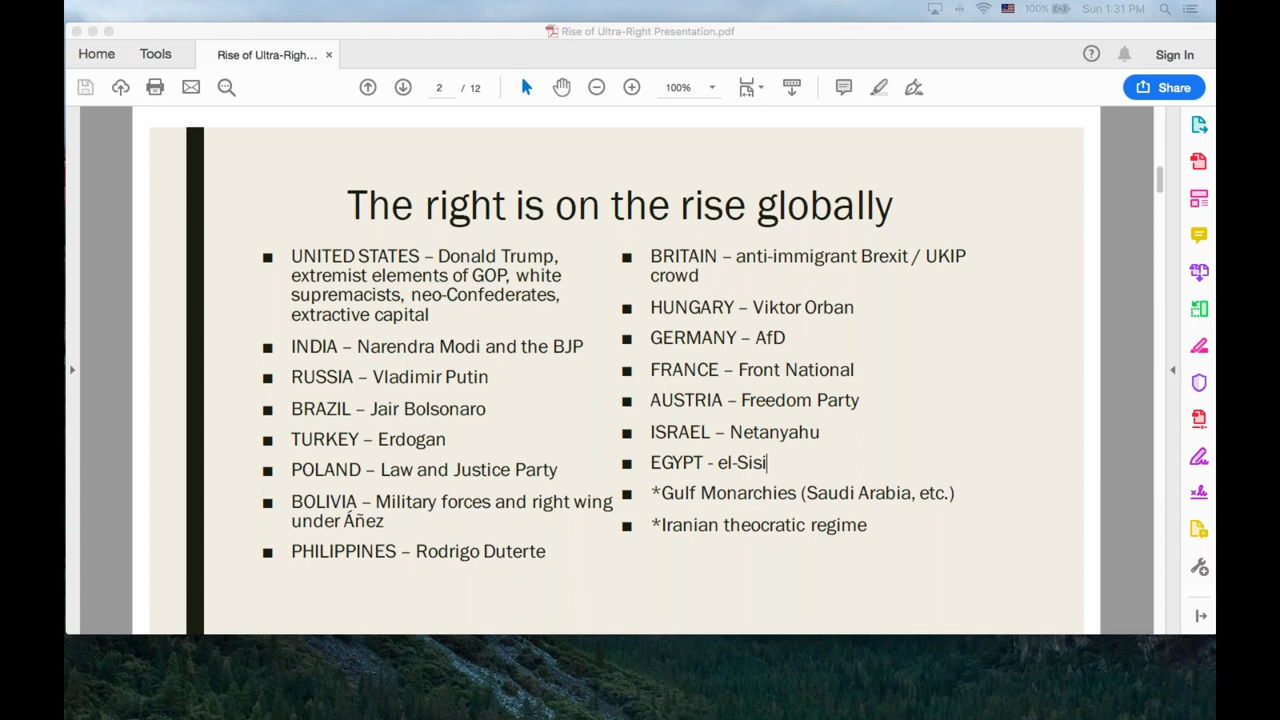 100%
Sun 1:31 PM
Rise of Ultra-Right Presentation.pdf
Home
Tools
Rise of Ultra-Righ...
×
Sign In
2 / 12
100%
Share
The right is on the rise globally
■ UNITED STATES – Donald Trump,
extremist elements of GOP, white
supremacists, neo-Confederates,
extractive capital
■ INDIA – Narendra Modi and the BJP
■ RUSSIA – Vladimir Putin
■ BRAZIL – Jair Bolsonaro
■ TURKEY – Erdogan
■ POLAND – Law and Justice Party
■ BOLIVIA – Military forces and right wing
under Áñez
■ PHILIPPINES – Rodrigo Duterte
■ BRITAIN – anti-immigrant Brexit / UKIP
crowd
■ HUNGARY – Viktor Orban
■ GERMANY – AfD
■ FRANCE – Front National
■ AUSTRIA – Freedom Party
■ ISRAEL – Netanyahu
■ EGYPT - el-Sisi
■ *Gulf Monarchies (Saudi Arabia, etc.)
■ *Iranian theocratic regime